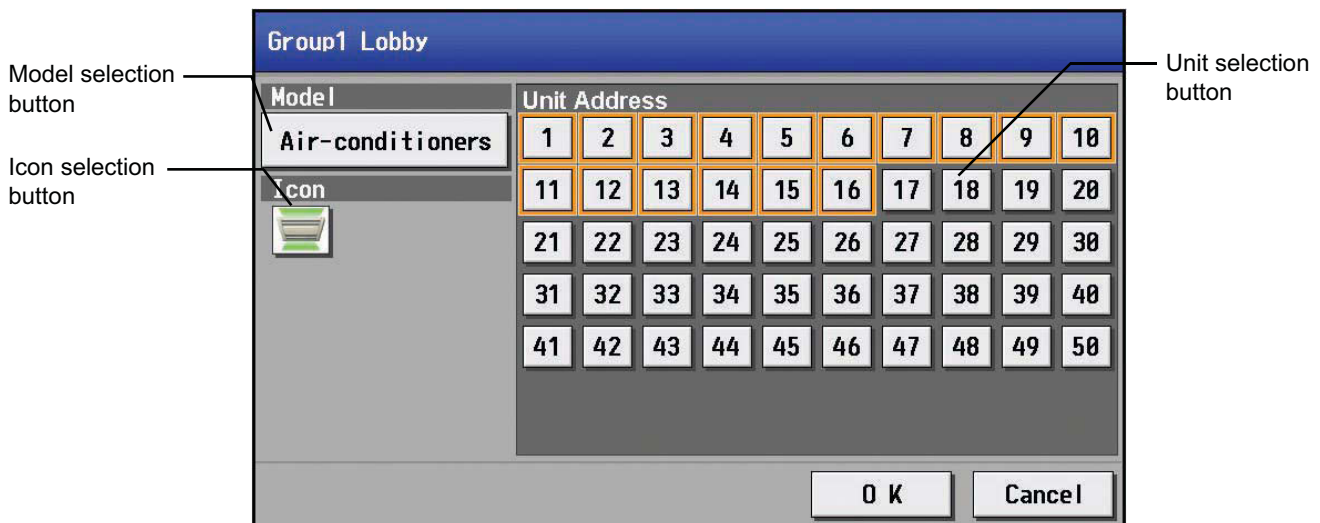 Group1 Lobby
Model selection
button
Unit selection
button
Model
Unit Address
Air-conditioners
1 2 3 4 5 6 7 8 9 10
Icon selection
button
Icon
11 12 13 14 15 16 17 18 19 20
21 22 23 24 25 26 27 28 29 30
31 32 33 34 35 36 37 38 39 40
41 42 43 44 45 46 47 48 49 50
OK
Cancel